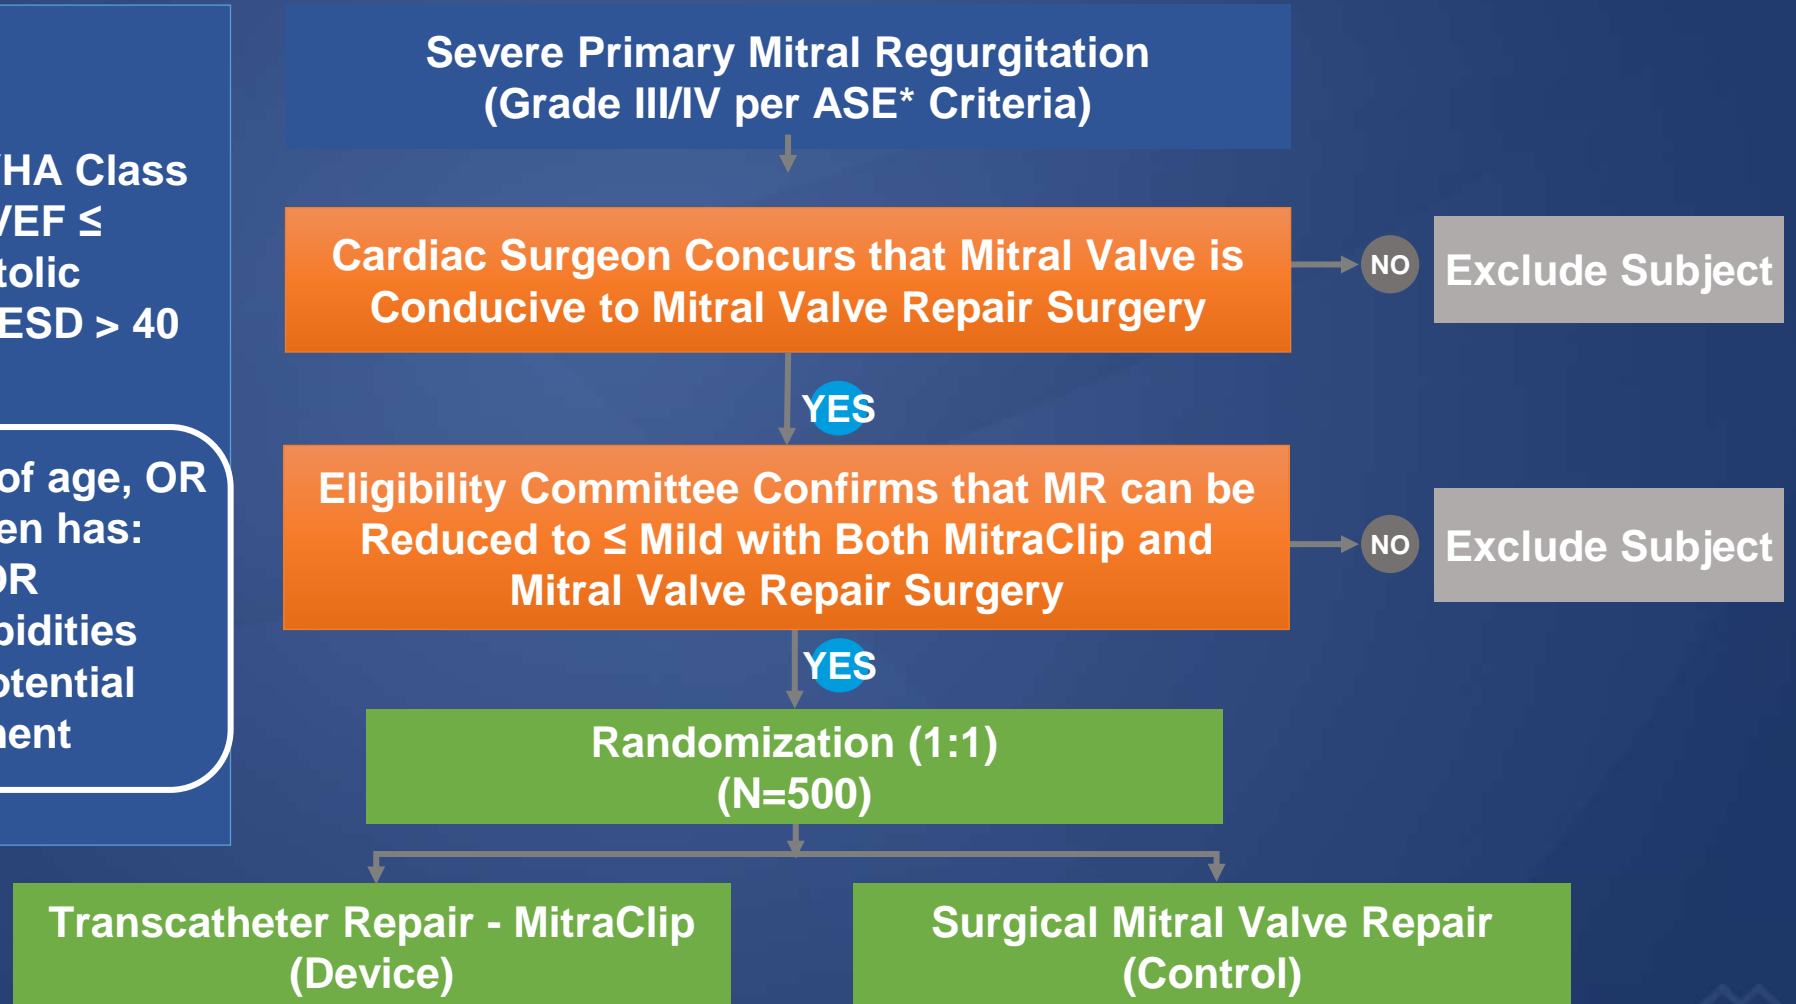 Severe Primary Mitral Regurgitation
(Grade III/IV per ASE* Criteria)
HA Class
VEF ≤
tolic
ESD > 40
of age, OR
en has:
OR
bidities
otential
nent
Cardiac Surgeon Concurs that Mitral Valve is
Conducive to Mitral Valve Repair Surgery
NO
Exclude Subject
YES
Eligibility Committee Confirms that MR can be
Reduced to ≤ Mild with Both MitraClip and
Mitral Valve Repair Surgery
NO
Exclude Subject
YES
Randomization (1:1)
(N=500)
Transcatheter Repair - MitraClip
(Device)
Surgical Mitral Valve Repair
(Control)